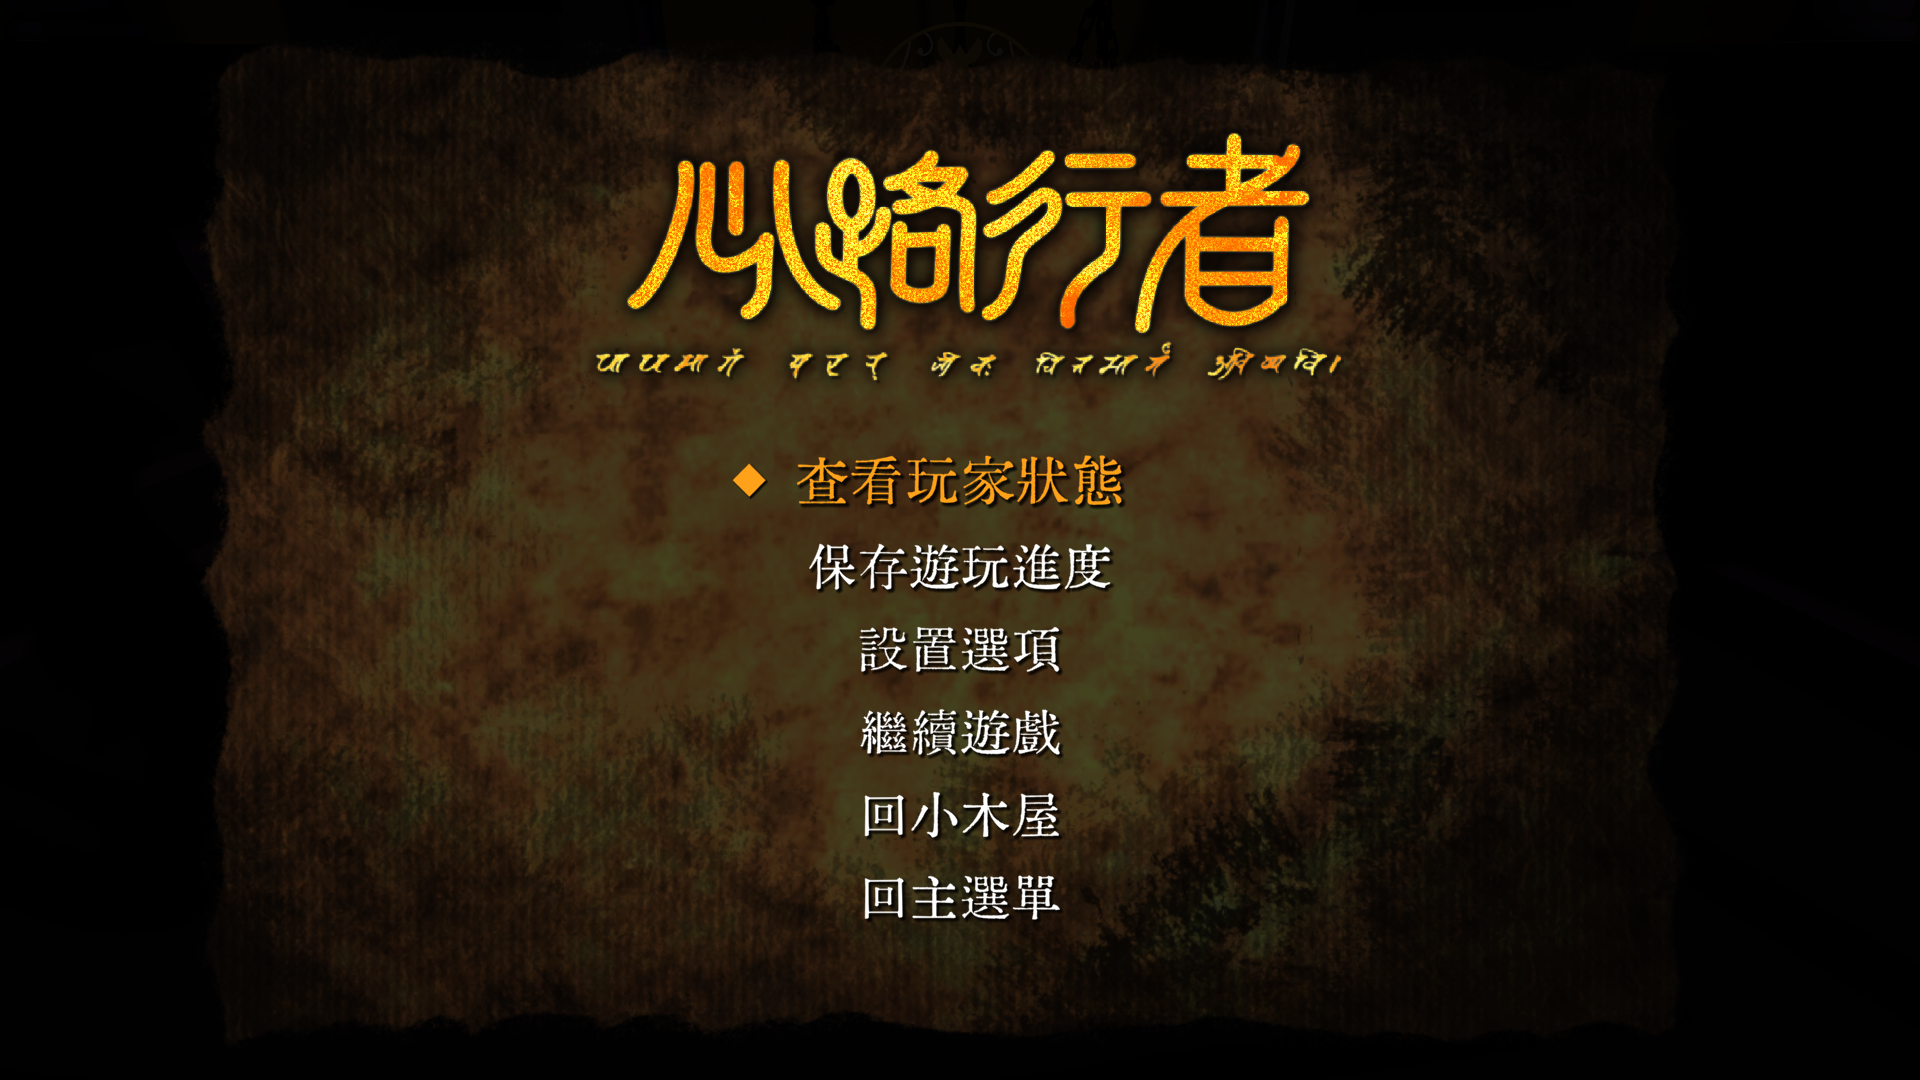 心路行者
查看玩家狀態
保存遊玩進度
設置選項
繼續遊戲
回小木屋
回主選單